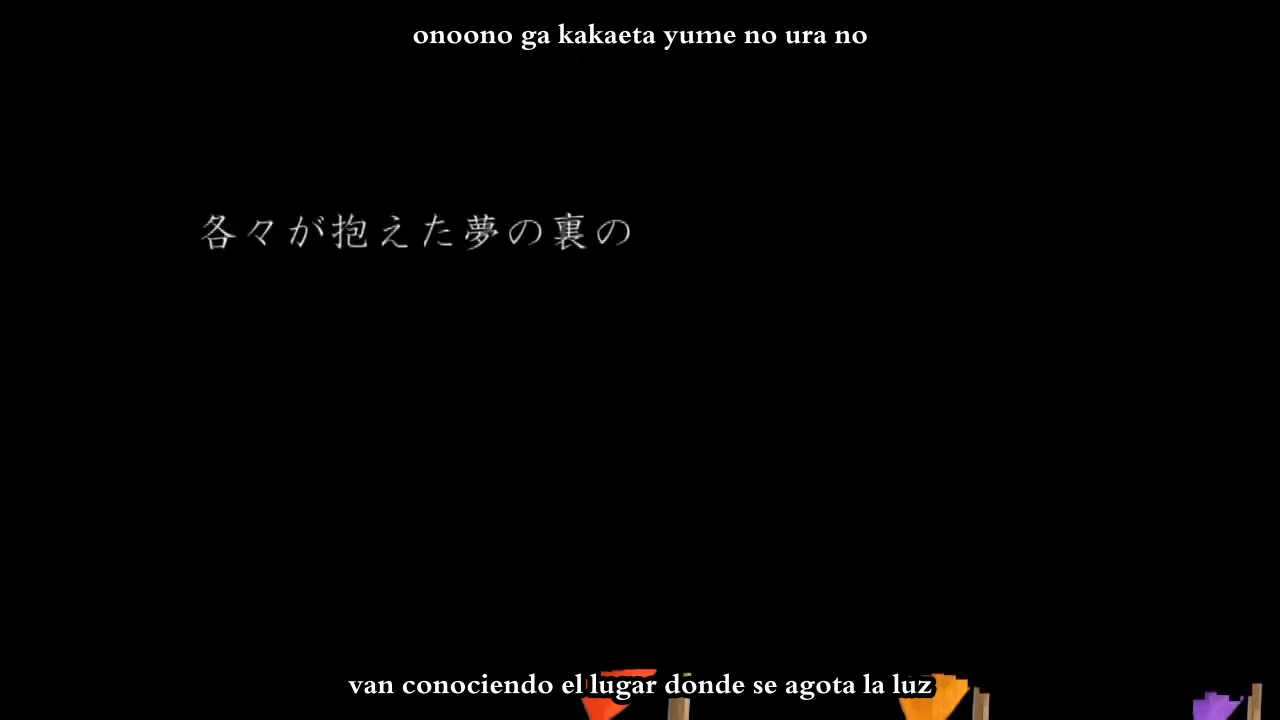 onoono ga kakaeta yume no ura no
各々が抱えた夢の裏の
van conociendo el lugar donde se agota la luz